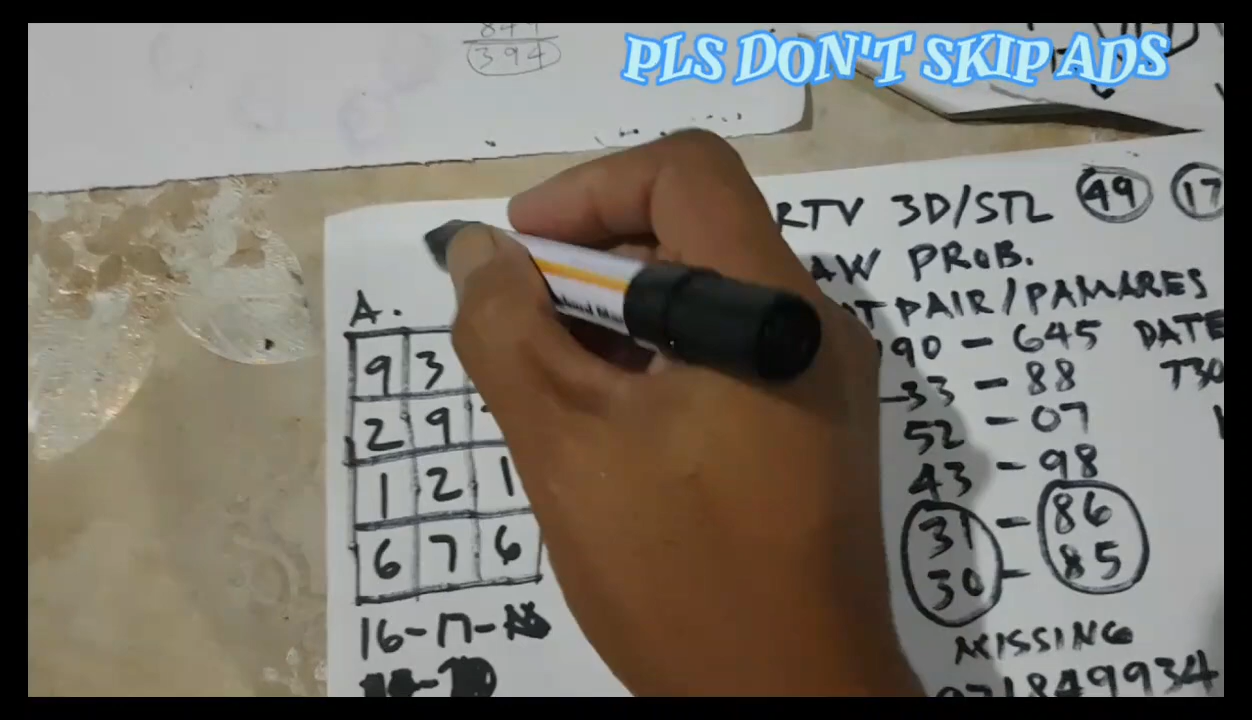 PLS DON'T SKIP ADS
394
RTV 3D/STL 49 17
AW PROB.
T PAIR/PAMARES
A.
90 - 645 DATE
9 3
33 - 88 T30
2 9
52 - 07
1 2 1
43 - 98
6 7 6
31 - 86
30 - 85
16-17-
MISSING
071849934